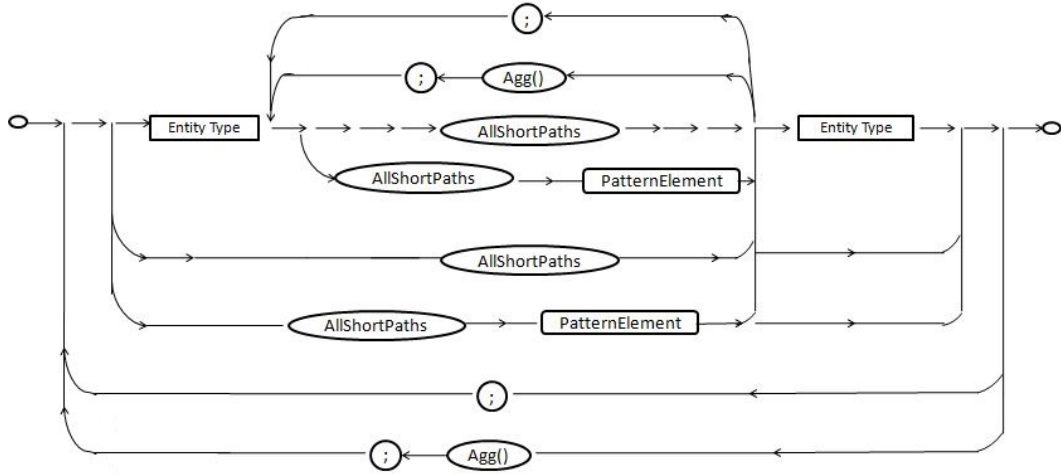 ;
; Agg()
Entity Type AllShortPaths Entity Type
AllShortPaths PatternElement
AllShortPaths
AllShortPaths PatternElement
;
; Agg()